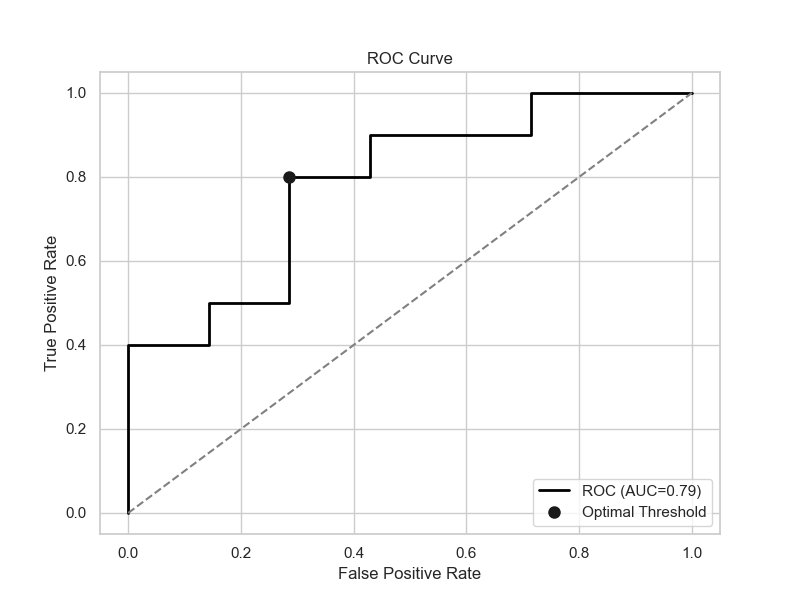 ROC Curve
True Positive Rate
1.0
0.8
0.6
0.4
0.2
0.0
0.0 0.2 0.4 0.6 0.8 1.0
False Positive Rate
ROC (AUC=0.79)
Optimal Threshold